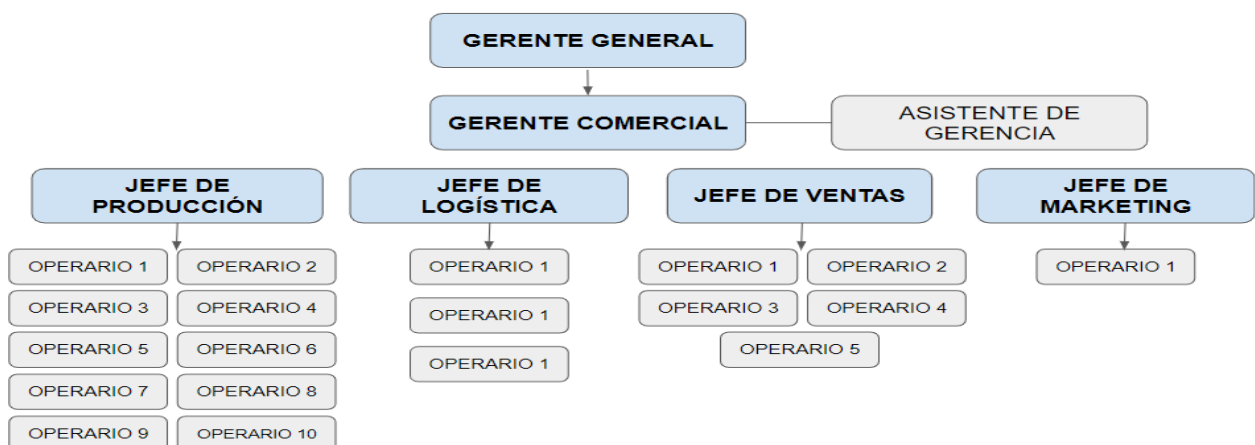 GERENTE GENERAL
GERENTE COMERCIAL
ASISTENTE DE
GERENCIA
JEFE DE
PRODUCCIÓN
JEFE DE
LOGÍSTICA
JEFE DE VENTAS
JEFE DE
MARKETING
OPERARIO 1
OPERARIO 2
OPERARIO 3
OPERARIO 4
OPERARIO 5
OPERARIO 6
OPERARIO 7
OPERARIO 8
OPERARIO 9
OPERARIO 10
OPERARIO 1
OPERARIO 1
OPERARIO 1
OPERARIO 1
OPERARIO 2
OPERARIO 3
OPERARIO 4
OPERARIO 5
OPERARIO 1